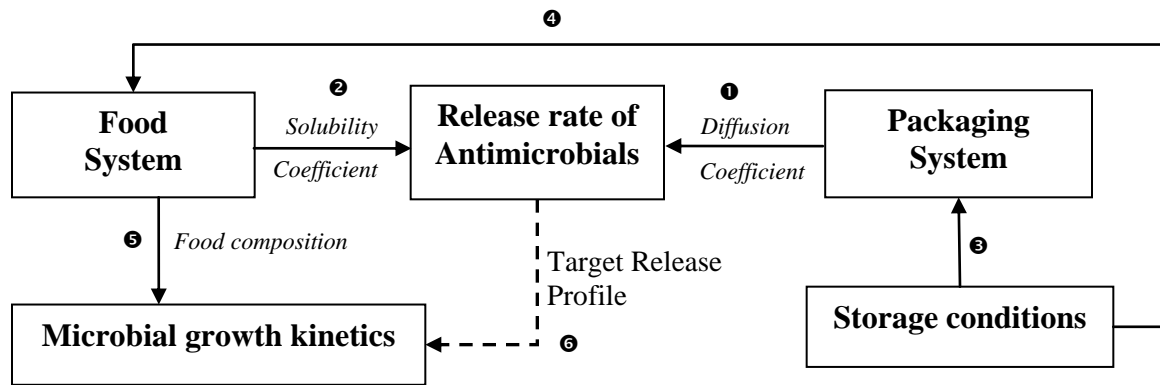 ❹
Food
System
❷
Solubility
Coefficient
Release rate of
Antimicrobials
❶
Diffusion
Coefficient
Packaging
System
❺
Food composition
Target Release
Profile
❸
Microbial growth kinetics
❻
Storage conditions